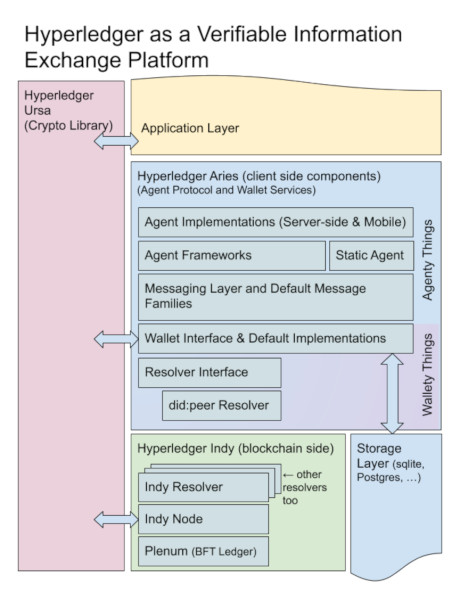 Hyperledger as a Verifiable Information
Exchange Platform
Hyperledger
Ursa
(Crypto Library)
Application Layer
Hyperledger Aries (client side components)
(Agent Protocol and Wallet Services)
Agent Implementations (Server-side & Mobile)
Agent Frameworks
Static Agent
Messaging Layer and Default Message
Families
Wallet Interface & Default Implementations
Resolver Interface
did:peer Resolver
Agenty Things
Wallety Things
Hyperledger Indy (blockchain side)
Indy Resolver
← other
resolvers
too
Indy Node
Plenum (BFT Ledger)
Storage
Layer (sqlite,
Postgres, …)